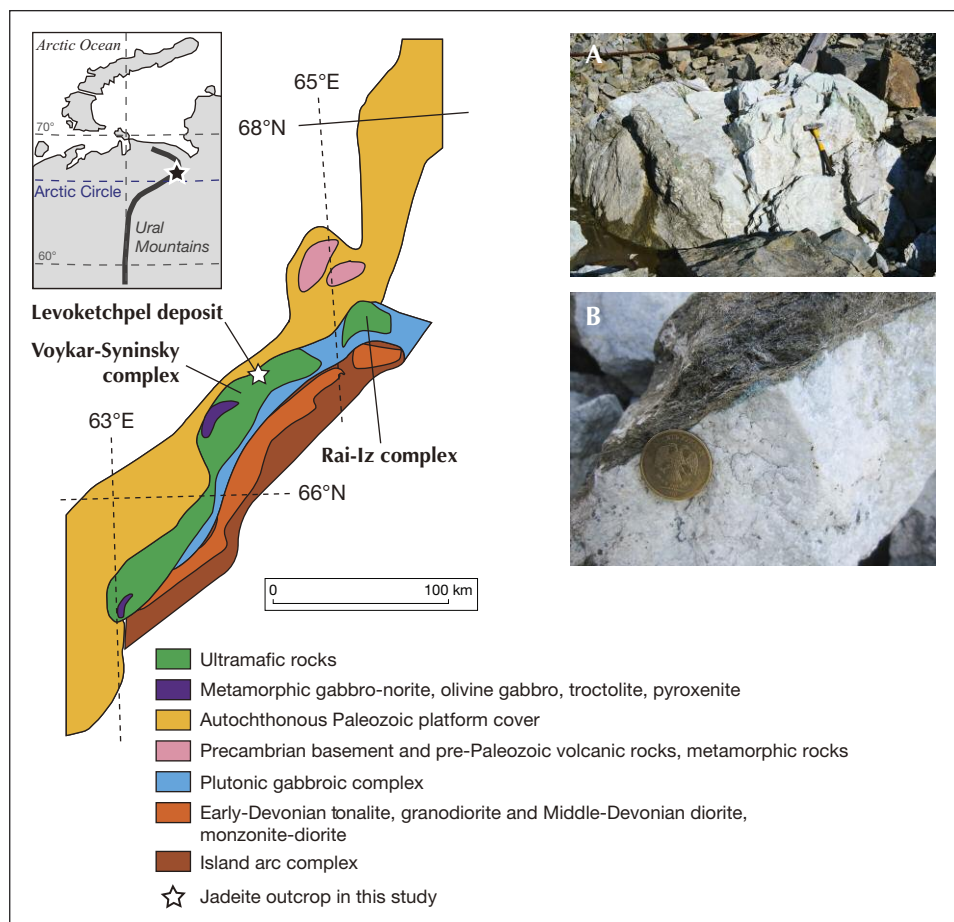 Arctic Ocean
70°
Arctic Circle
Ural
Mountains
60°
65°E
68°N
Levoketchpel deposit
Voykar-Syninsky
complex
63°E
Rai-Iz complex
66°N
0 100 km
Ultramafic rocks
Metamorphic gabbro-norite, olivine gabbro, troctolite, pyroxenite
Autochthonous Paleozoic platform cover
Precambrian basement and pre-Paleozoic volcanic rocks, metamorphic rocks
Plutonic gabbroic complex
Early-Devonian tonalite, granodiorite and Middle-Devonian diorite,
monzonite-diorite
Island arc complex
Jadeite outcrop in this study
A
B